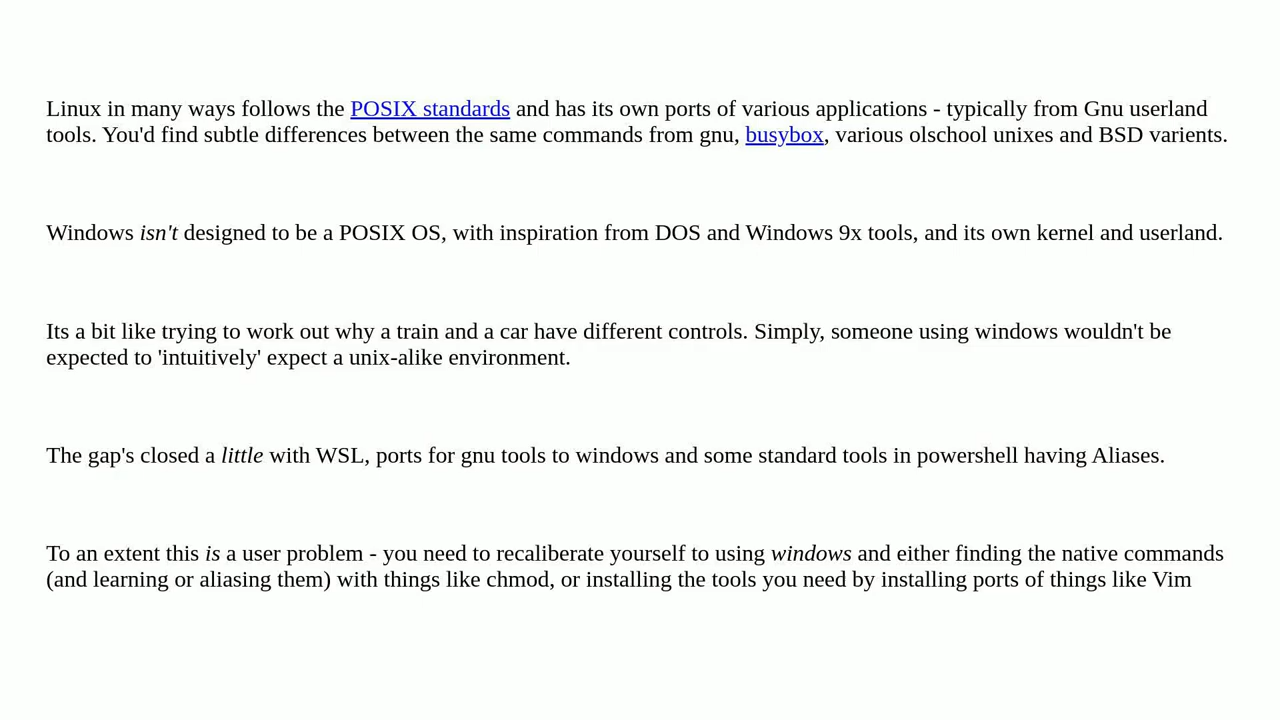 Linux in many ways follows the POSIX standards and has its own ports of various applications - typically from Gnu userland
tools. You'd find subtle differences between the same commands from gnu, busybox, various olschool unixes and BSD varients.
Windows isn't designed to be a POSIX OS, with inspiration from DOS and Windows 9x tools, and its own kernel and userland.
Its a bit like trying to work out why a train and a car have different controls. Simply, someone using windows wouldn't be
expected to 'intuitively' expect a unix-alike environment.
The gap's closed a little with WSL, ports for gnu tools to windows and some standard tools in powershell having Aliases.
To an extent this is a user problem - you need to recaliberate yourself to using windows and either finding the native commands
(and learning or aliasing them) with things like chmod, or installing the tools you need by installing ports of things like Vim